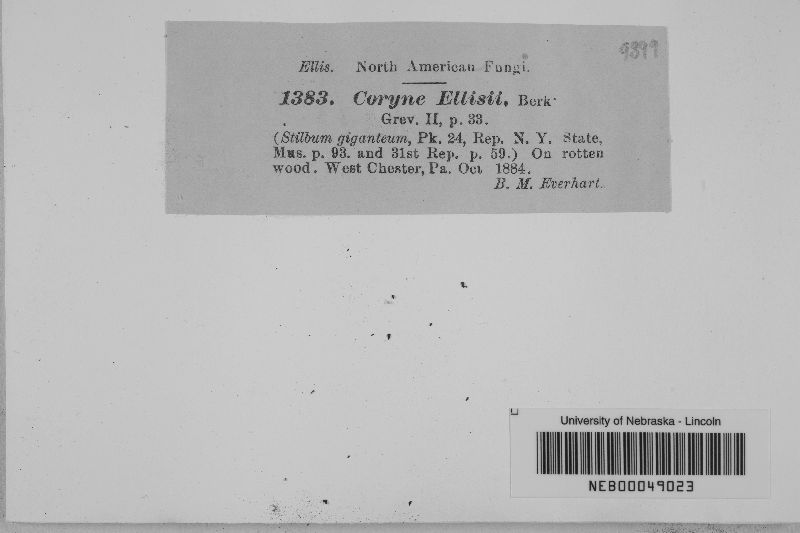 9399
Ellis. North American Fungi.
1383. Coryne Ellisii, Berk
Grev. II, p. 33.
(Stilbum giganteum, Pk. 24, Rep. N. Y. State,
Mus. p. 93. and 31st Rep. p. 59.) On rotten
wood. West Chester, Pa. Oct 1884.
B. M. Everhart.
University of Nebraska - Lincoln
NEB00049023